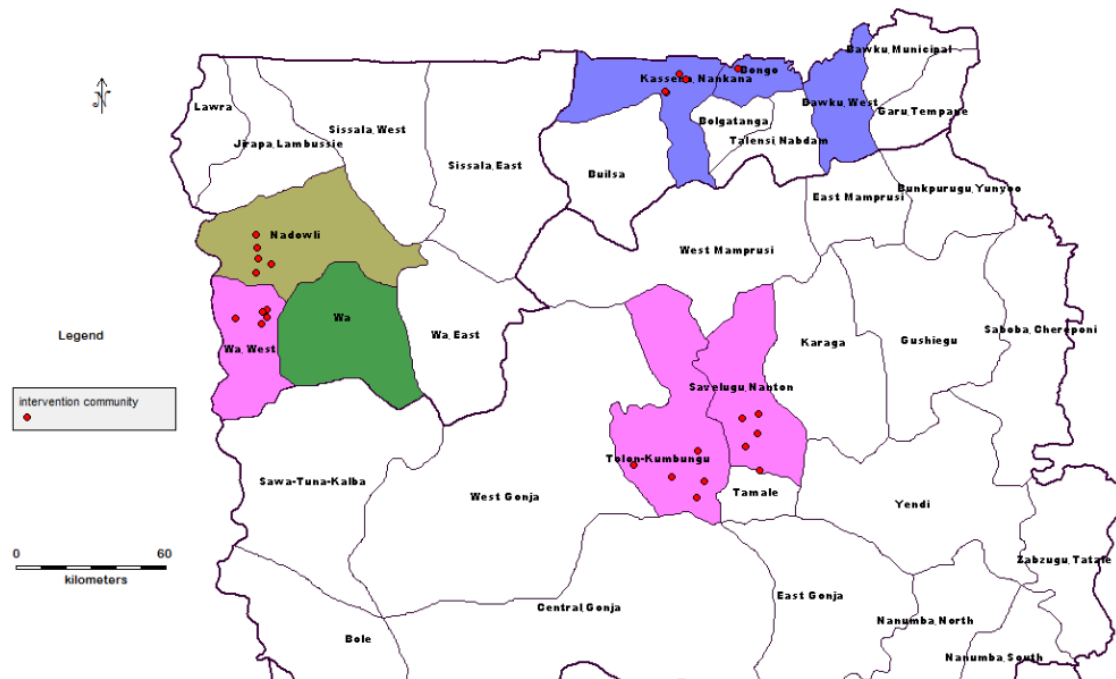 Bawku, Municipal
Kassena, Nankana
Bongo
Bawku, West
Garu, Tempane
Lawra
Sissala, West
Bolgatanga
Jirapa, Lambussie
Talensi, Nabdam
Sissala, East
Builsa
East Mamprusi
Bunkpurugu, Yunyoo
N
Nadowli
West Mamprusi
Wa
Legend
Wa, West
Wa, East
Karaga
Gushiegu
Saboba, Chereponi
Savelugu, Nanton
intervention community
Tolon-Kumbungu
Sawa-Tuna-Kalba
West Gonja
Tamale
Yendi
0 60
kilometers
Zabzugu, Tatale
Central, Gonja
East Gonja
Bole
Nanumba, North
Nanumba, South